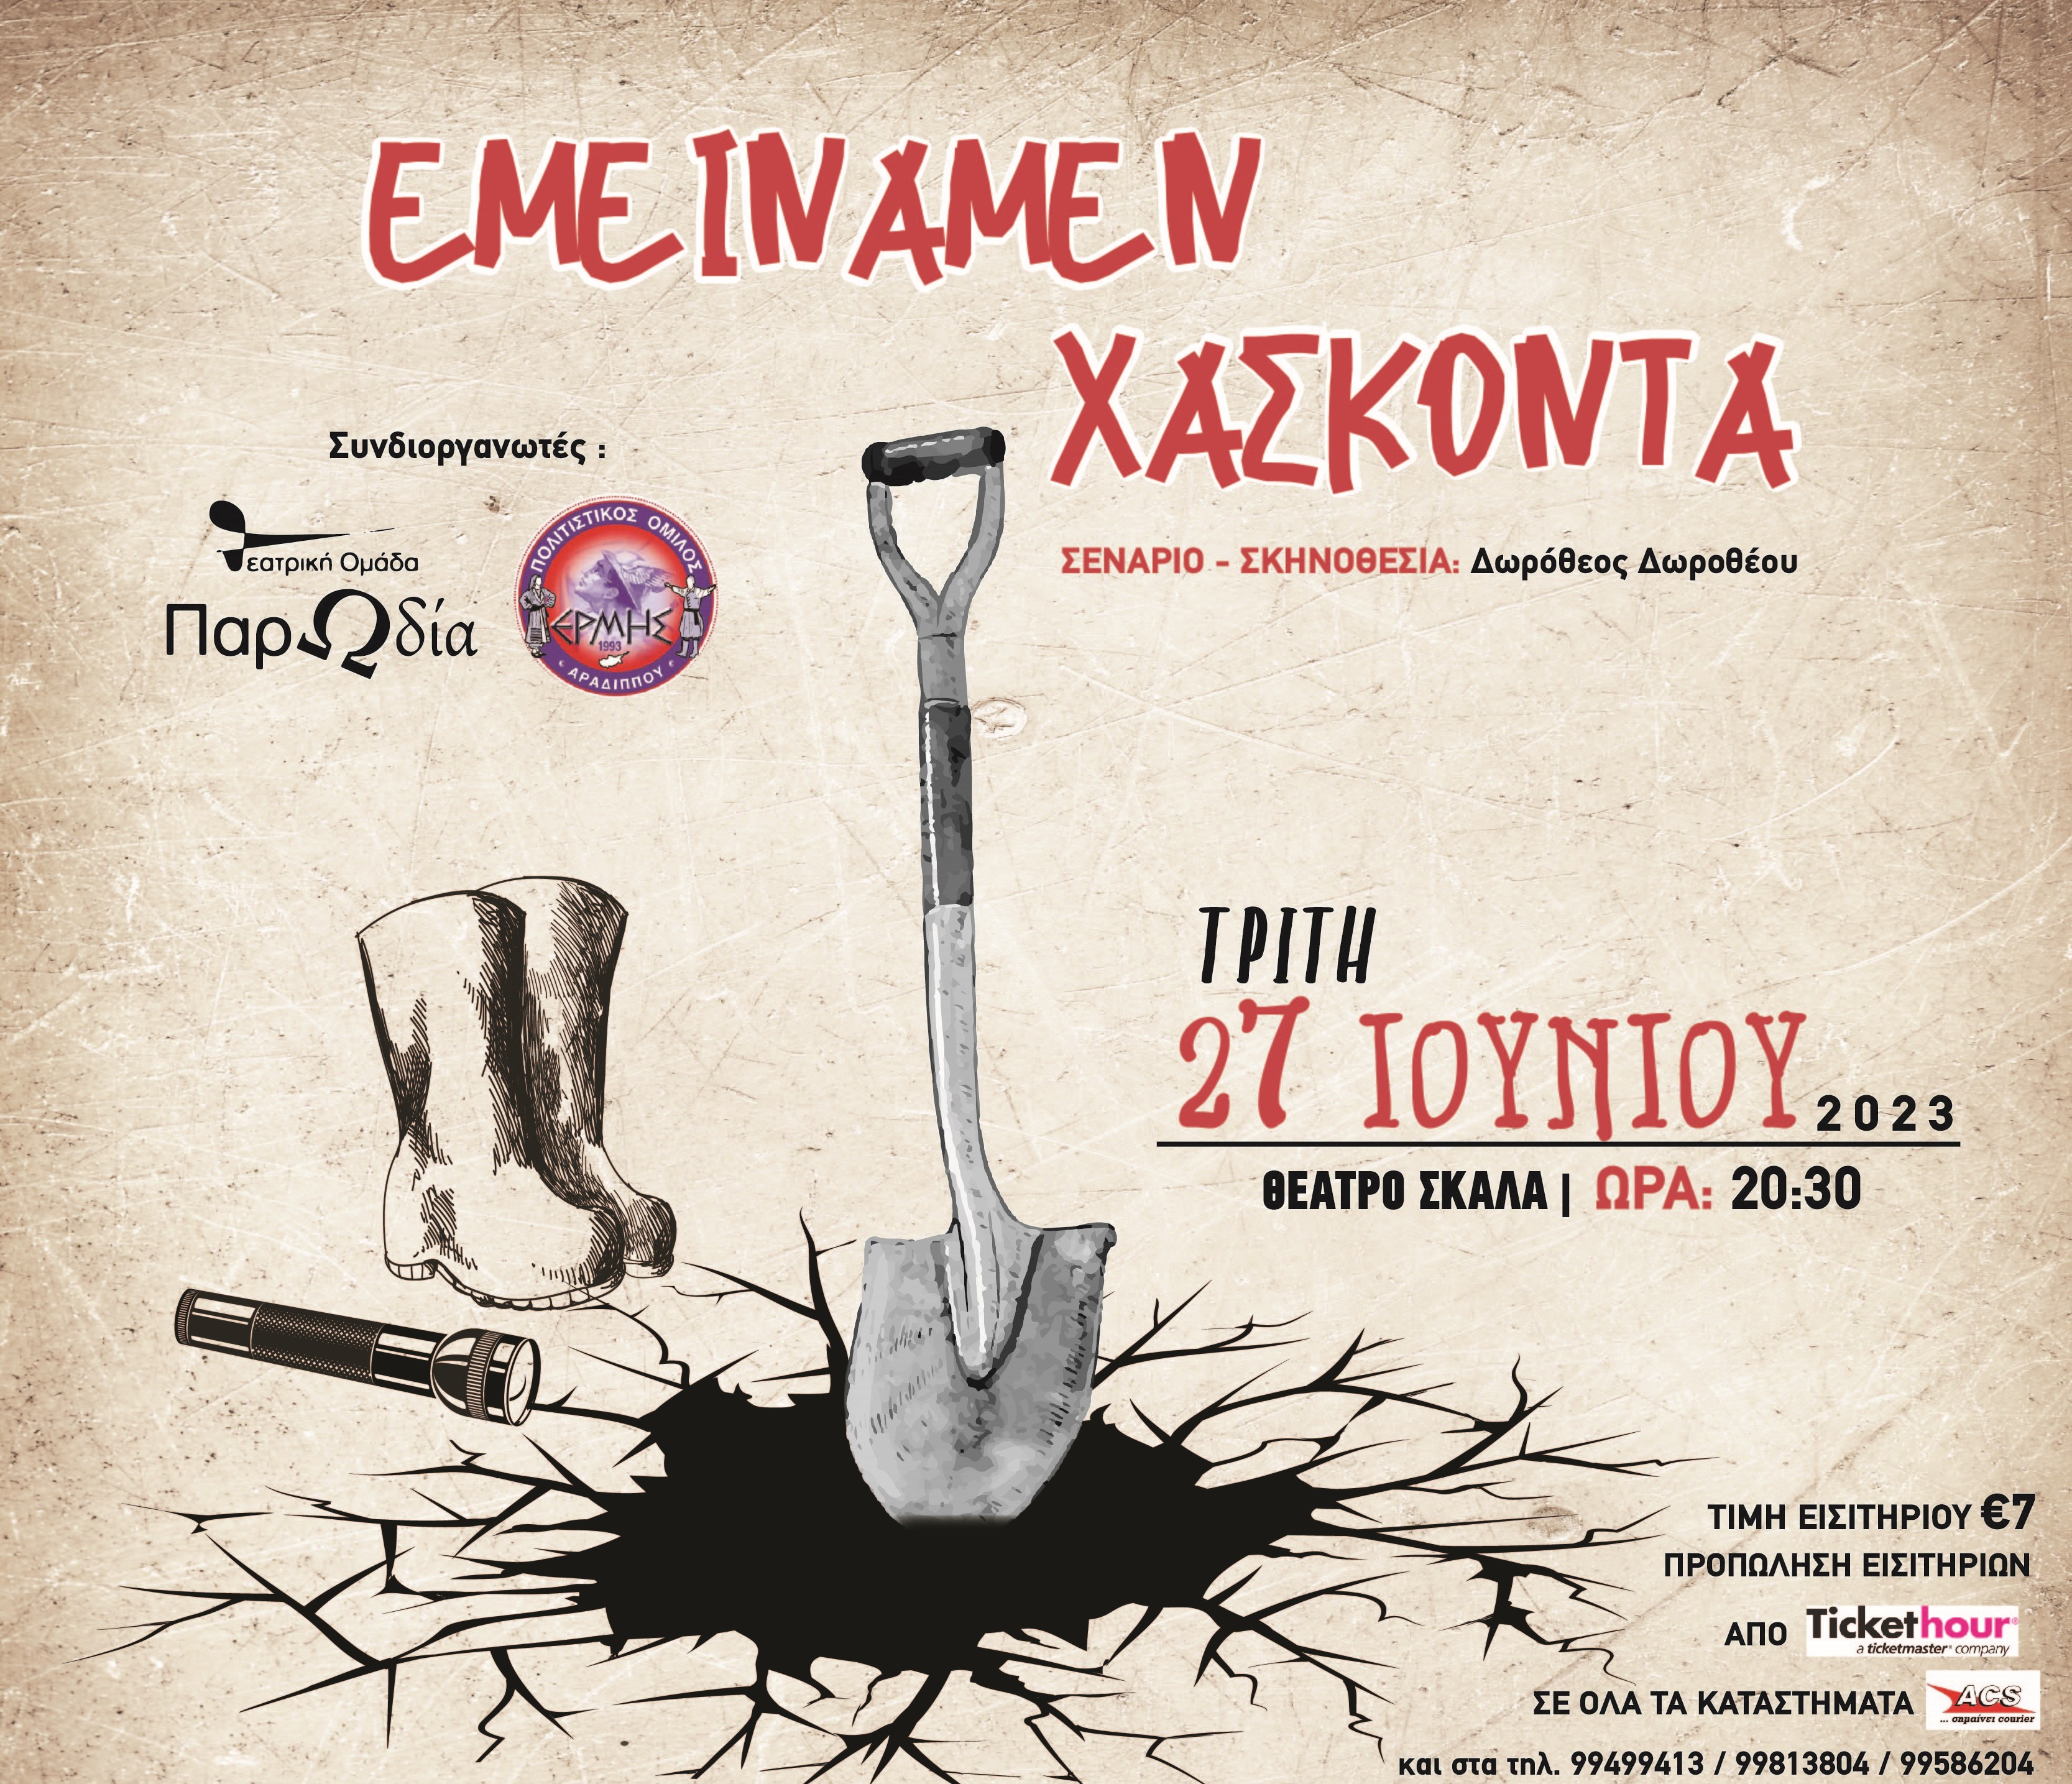 ΕΜΕΙΝΑΜΕΝ
ΧΑΣΚΟΝΤΑ
ΣΕΝΑΡΙΟ - ΣΚΗΝΟΘΕΣΙΑ: Δωρόθεος Δωροθέου
Συνδιοργανωτές :
Θεατρική Ομάδα
ΠαρΩδία
ΠΟΛΙΤΙΣΤΙΚΟΣ ΟΜΙΛΟΣ
ΕΡΜΗΣ
1993
ΑΡΑΔΙΠΠΟΥ
ΤΡΙΤΗ
27 ΙΟΥΝΙΟΥ 2023
ΘΕΑΤΡΟ ΣΚΑΛΑ | ΩΡΑ: 20:30
ΤΙΜΗ ΕΙΣΙΤΗΡΙΟΥ €7
ΠΡΟΠΩΛΗΣΗ ΕΙΣΙΤΗΡΙΩΝ
ΑΠΟ Tickethour®
a ticketmaster® company
ΣΕ ΟΛΑ ΤΑ ΚΑΤΑΣΤΗΜΑΤΑ ACS
... σημαίνει courier
και στα τηλ. 99499413 / 99813804 / 99586204